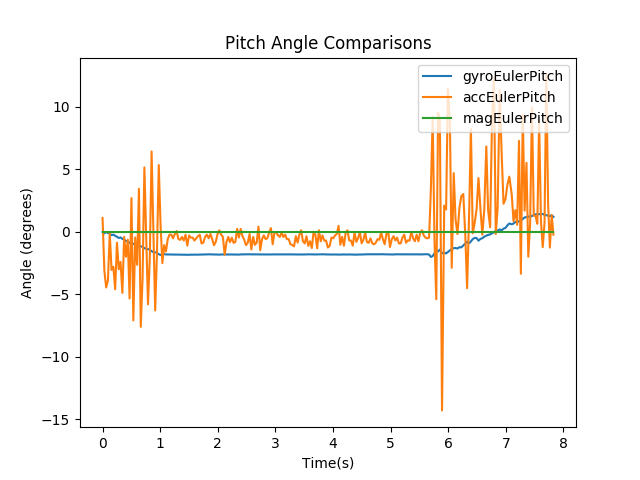 Pitch Angle Comparisons
gyroEulerPitch
accEulerPitch
magEulerPitch
Angle (degrees)
10
5
0
−5
−10
−15
0 1 2 3 4 5 6 7 8
Time(s)